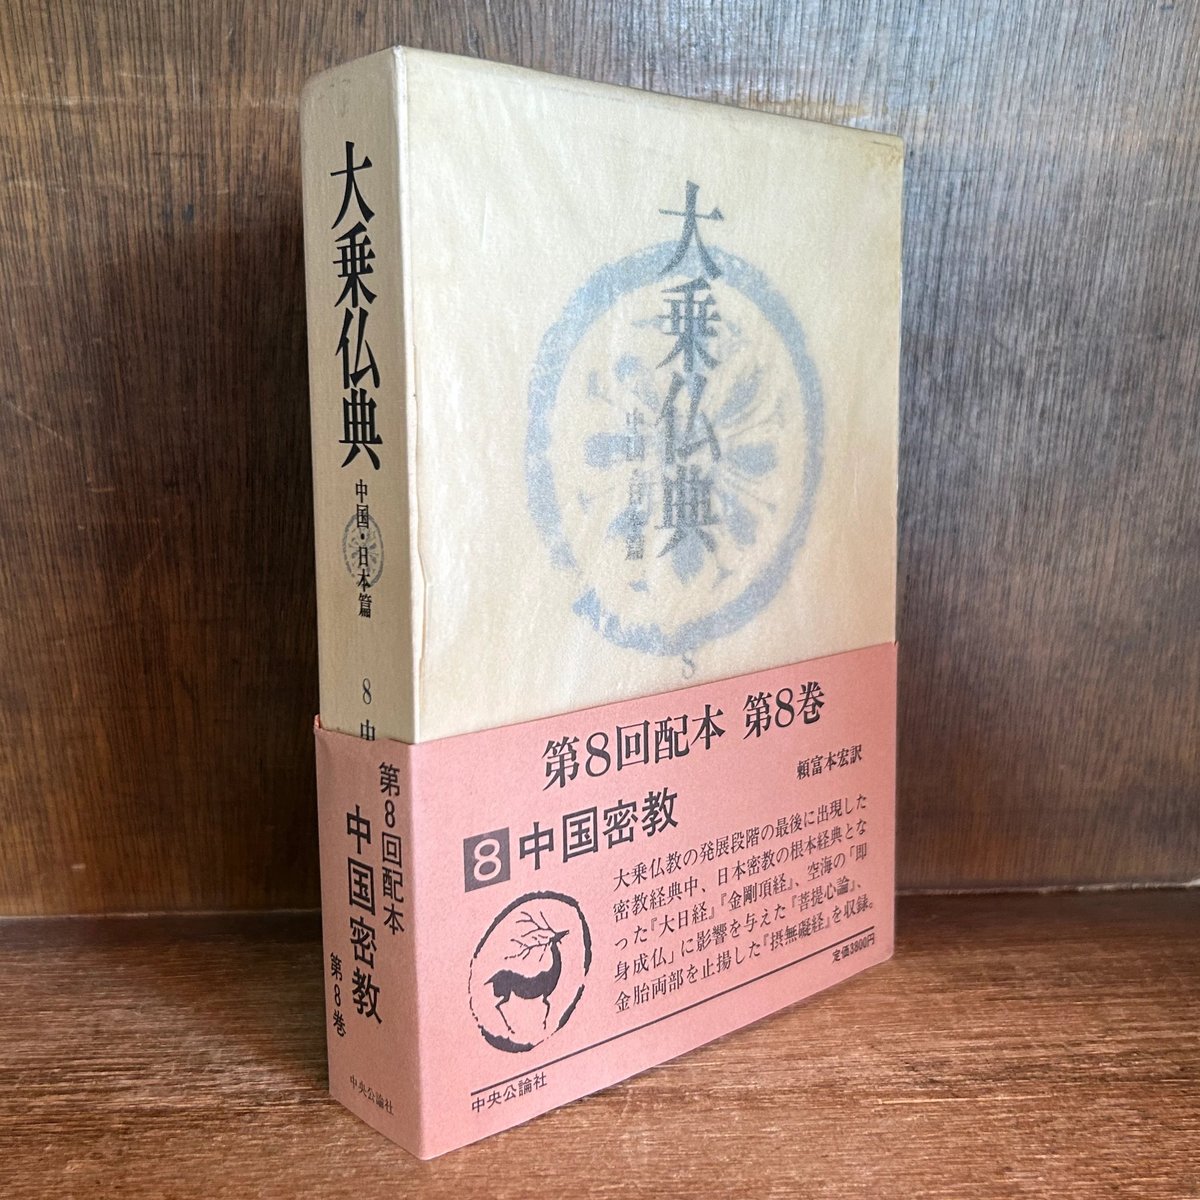 大乗仏典
中国・日本篇
8 中
第8回配本
中国密教
第8巻
中央公論社
大乗仏典
中国・日本篇
8
第8回配本 第8巻
頼富本宏訳
8 中国密教
大乗仏教の発展段階の最後に出現した
密教経典中、日本密教の根本経典とな
った『大日経』『金剛頂経』、空海の「即
身成仏」に影響を与えた『菩提心論』、
金胎両部を止揚した『摂無礙経』を収録。
定価3800円
中央公論社